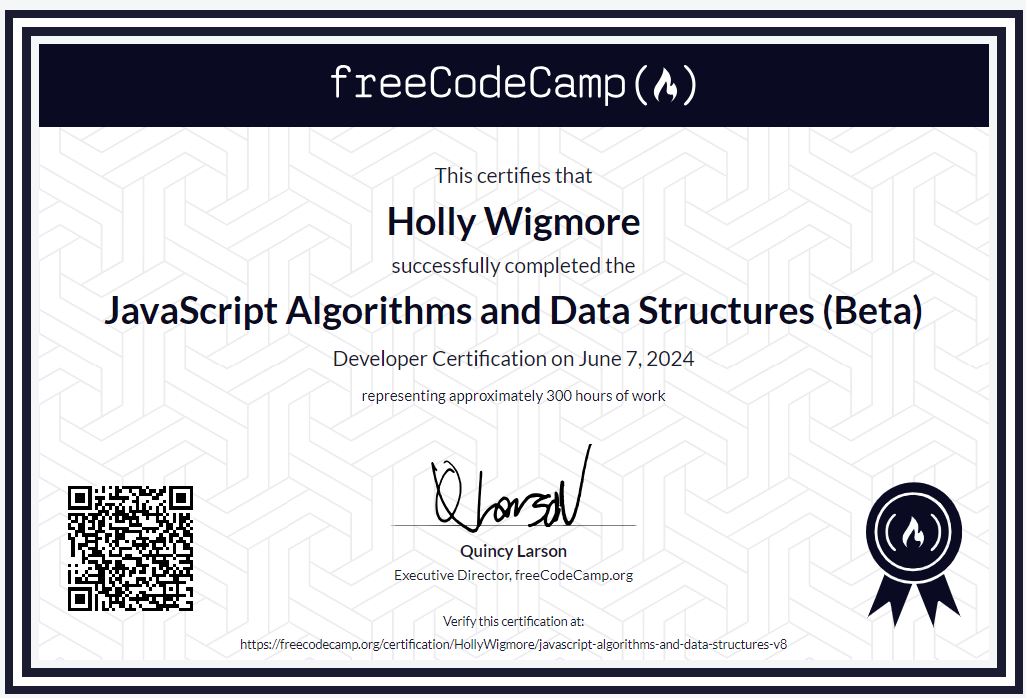 freeCodeCamp(🔥)
This certifies that
Holly Wigmore
successfully completed the
JavaScript Algorithms and Data Structures (Beta)
Developer Certification on June 7, 2024
representing approximately 300 hours of work
QLarson
Quincy Larson
Executive Director, freeCodeCamp.org
Verify this certification at:
https://freecodecamp.org/certification/HollyWigmore/javascript-algorithms-and-data-structures-v8